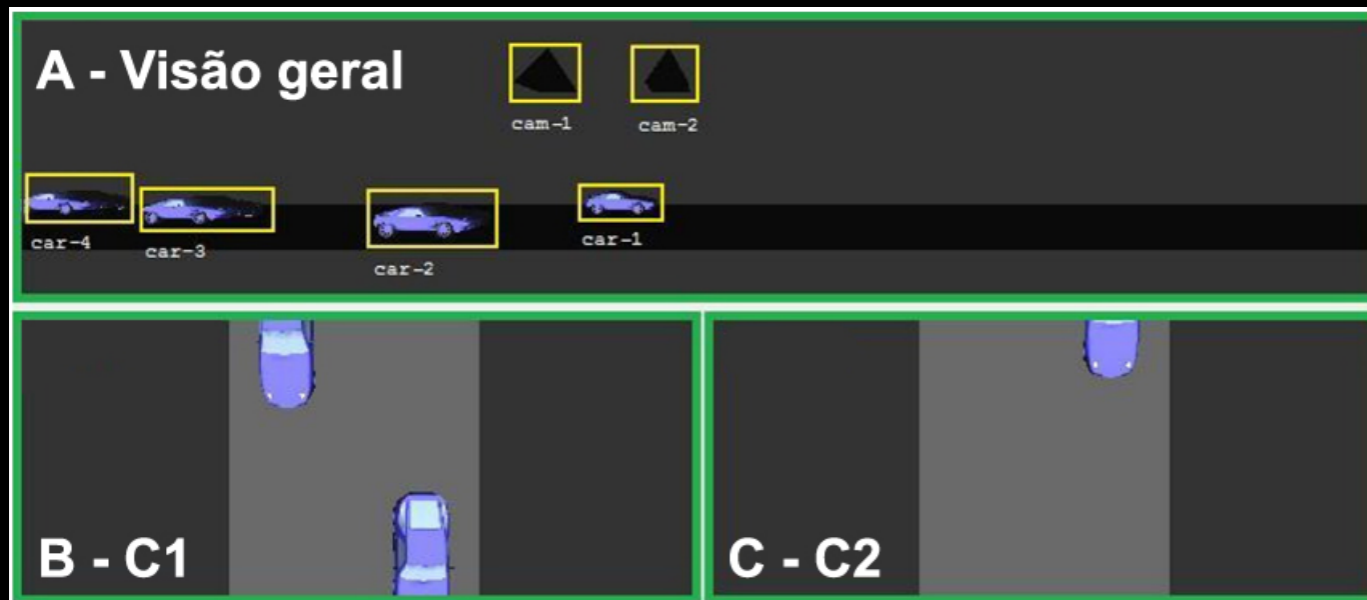 A - Visão geral
cam-1
cam-2
car-4
car-3
car-2
car-1
B - C1
C - C2